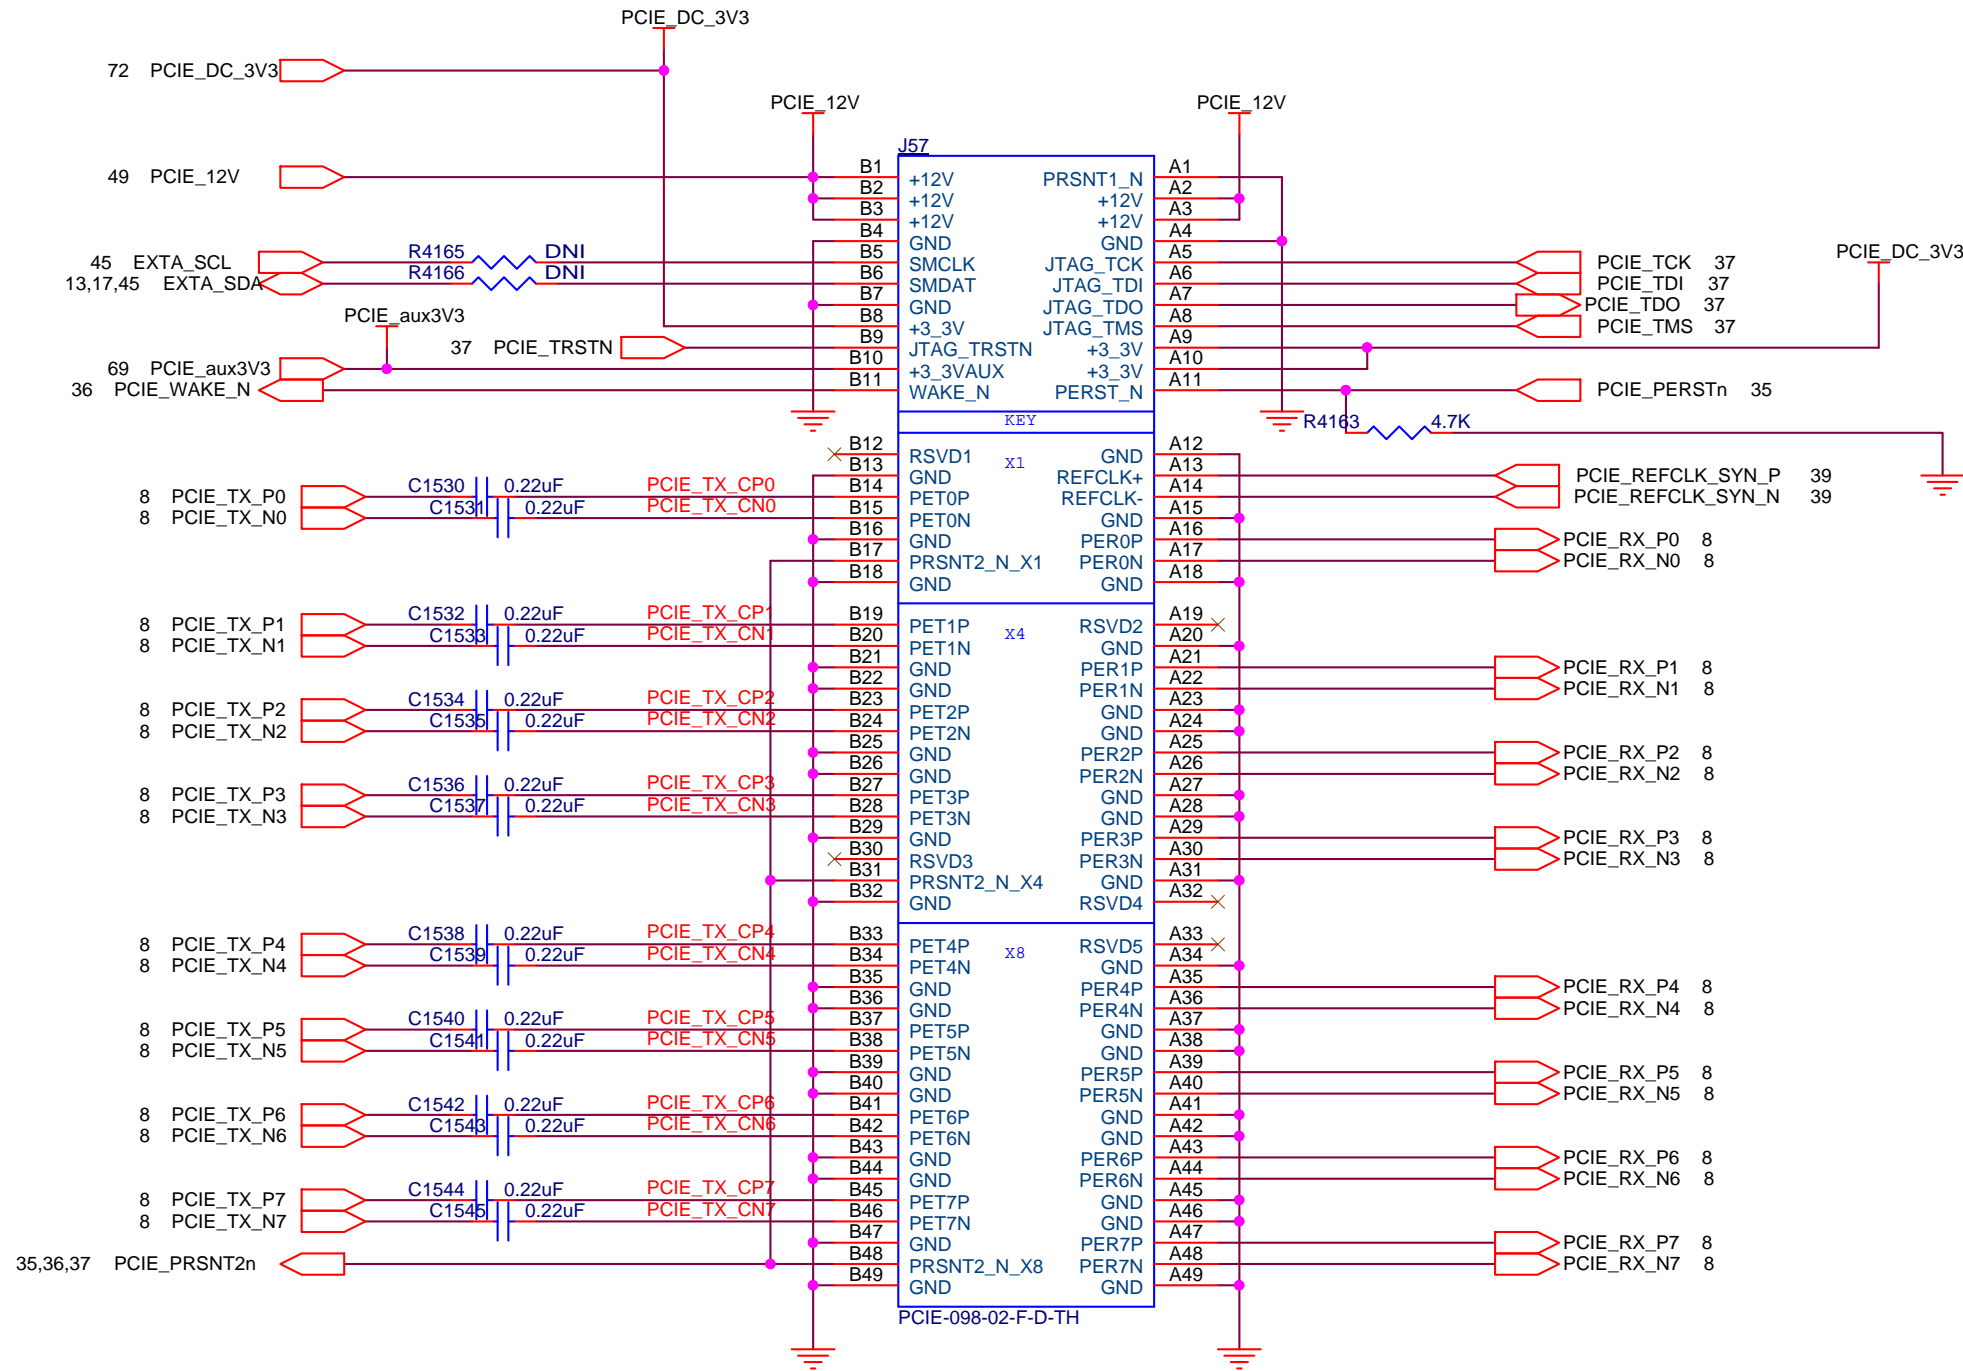 PCIE_DC_3V3
72 PCIE_DC_3V3
PCIE_12V PCIE_12V
J57
49 PCIE_12V B1 +12V PRSNT1_N A1
B2 +12V +12V A2
B3 +12V +12V A3
B4 GND GND A4
45 EXTA_SCL R4165 DNI B5 SMCLK JTAG_TCK A5 PCIE_TCK 37
PCIE_DC_3V3
13,17,45 EXTA_SDA R4166 DNI B6 SMDAT JTAG_TDI A6 PCIE_TDI 37
B7 GND JTAG_TDO A7 PCIE_TDO 37
PCIE_aux3V3
B8 +3_3V JTAG_TMS A8 PCIE_TMS 37
37 PCIE_TRSTN B9 JTAG_TRSTN +3_3V A9
69 PCIE_aux3V3 B10 +3_3VAUX +3_3V A10
36 PCIE_WAKE_N B11 WAKE_N PERST_N A11 PCIE_PERSTn 35
KEY
R4163 4.7K
B12 RSVD1 X1 GND A12
B13 GND REFCLK+ A13 PCIE_REFCLK_SYN_P 39
8 PCIE_TX_P0 C1530 0.22uF PCIE_TX_CP0 B14 PET0P REFCLK- A14 PCIE_REFCLK_SYN_N 39
8 PCIE_TX_N0 C1531 0.22uF PCIE_TX_CN0 B15 PET0N GND A15
B16 GND PER0P A16 PCIE_RX_P0 8
B17 PRSNT2_N_X1 PER0N A17 PCIE_RX_N0 8
B18 GND GND A18
8 PCIE_TX_P1 C1532 0.22uF PCIE_TX_CP1 B19 PET1P X4 RSVD2 A19
8 PCIE_TX_N1 C1533 0.22uF PCIE_TX_CN1 B20 PET1N GND A20
B21 GND PER1P A21 PCIE_RX_P1 8
B22 GND PER1N A22 PCIE_RX_N1 8
8 PCIE_TX_P2 C1534 0.22uF PCIE_TX_CP2 B23 PET2P GND A23
8 PCIE_TX_N2 C1535 0.22uF PCIE_TX_CN2 B24 PET2N GND A24
B25 GND PER2P A25 PCIE_RX_P2 8
B26 GND PER2N A26 PCIE_RX_N2 8
8 PCIE_TX_P3 C1536 0.22uF PCIE_TX_CP3 B27 PET3P GND A27
8 PCIE_TX_N3 C1537 0.22uF PCIE_TX_CN3 B28 PET3N GND A28
B29 GND PER3P A29 PCIE_RX_P3 8
B30 RSVD3 PER3N A30 PCIE_RX_N3 8
B31 PRSNT2_N_X4 GND A31
B32 GND RSVD4 A32
8 PCIE_TX_P4 C1538 0.22uF PCIE_TX_CP4 B33 PET4P X8 RSVD5 A33
8 PCIE_TX_N4 C1539 0.22uF PCIE_TX_CN4 B34 PET4N GND A34
B35 GND PER4P A35 PCIE_RX_P4 8
B36 GND PER4N A36 PCIE_RX_N4 8
8 PCIE_TX_P5 C1540 0.22uF PCIE_TX_CP5 B37 PET5P GND A37
8 PCIE_TX_N5 C1541 0.22uF PCIE_TX_CN5 B38 PET5N GND A38
B39 GND PER5P A39 PCIE_RX_P5 8
B40 GND PER5N A40 PCIE_RX_N5 8
8 PCIE_TX_P6 C1542 0.22uF PCIE_TX_CP6 B41 PET6P GND A41
8 PCIE_TX_N6 C1543 0.22uF PCIE_TX_CN6 B42 PET6N GND A42
B43 GND PER6P A43 PCIE_RX_P6 8
B44 GND PER6N A44 PCIE_RX_N6 8
8 PCIE_TX_P7 C1544 0.22uF PCIE_TX_CP7 B45 PET7P GND A45
8 PCIE_TX_N7 C1545 0.22uF PCIE_TX_CN7 B46 PET7N GND A46
B47 GND PER7P A47 PCIE_RX_P7 8
35,36,37 PCIE_PRSNT2n B48 PRSNT2_N_X8 PER7N A48 PCIE_RX_N7 8
B49 GND GND A49
PCIE-098-02-F-D-TH